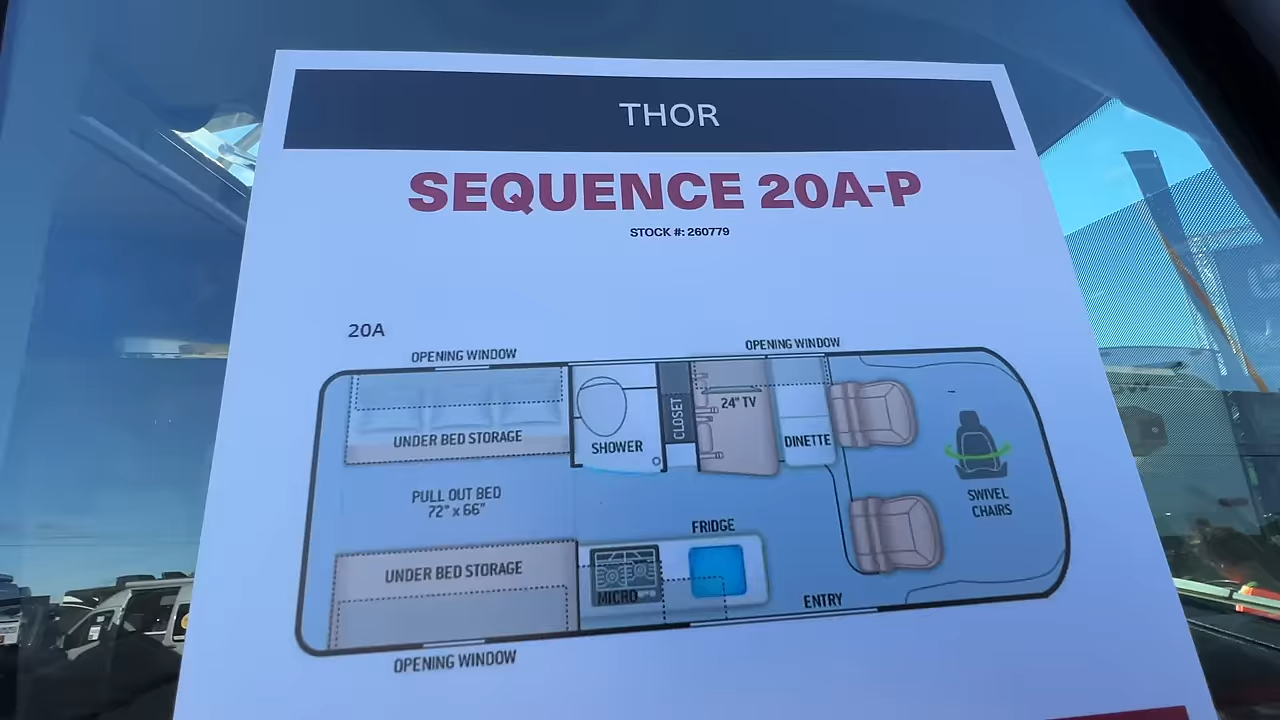 THOR
SEQUENCE 20A-P
STOCK #: 260779
20A
OPENING WINDOW
OPENING WINDOW
UNDER BED STORAGE
SHOWER
CLOSET
24" TV
DINETTE
PULL OUT BED
72" x 66"
SWIVEL
CHAIRS
FRIDGE
UNDER BED STORAGE
MICRO
ENTRY
OPENING WINDOW